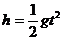 h = 1/2 gt²